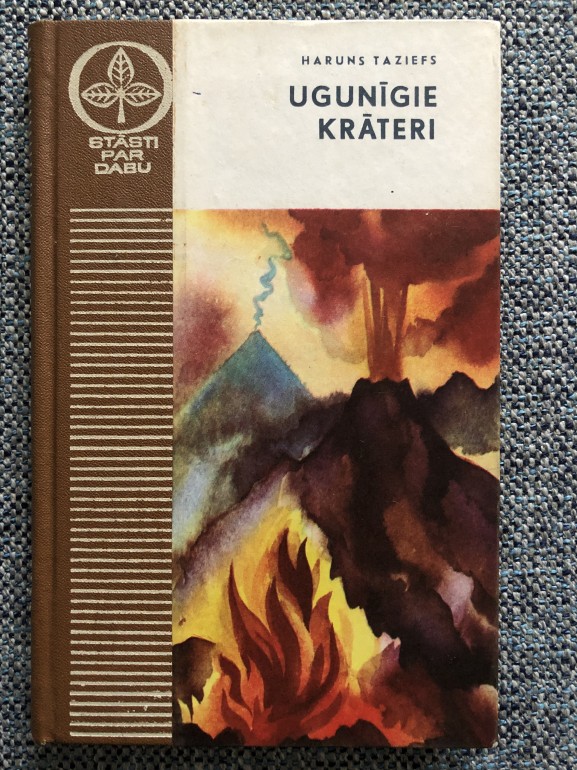 STĀSTI
PAR
DABU
HARUNS TAZIEFS
UGUNĪGIE
KRĀTERI